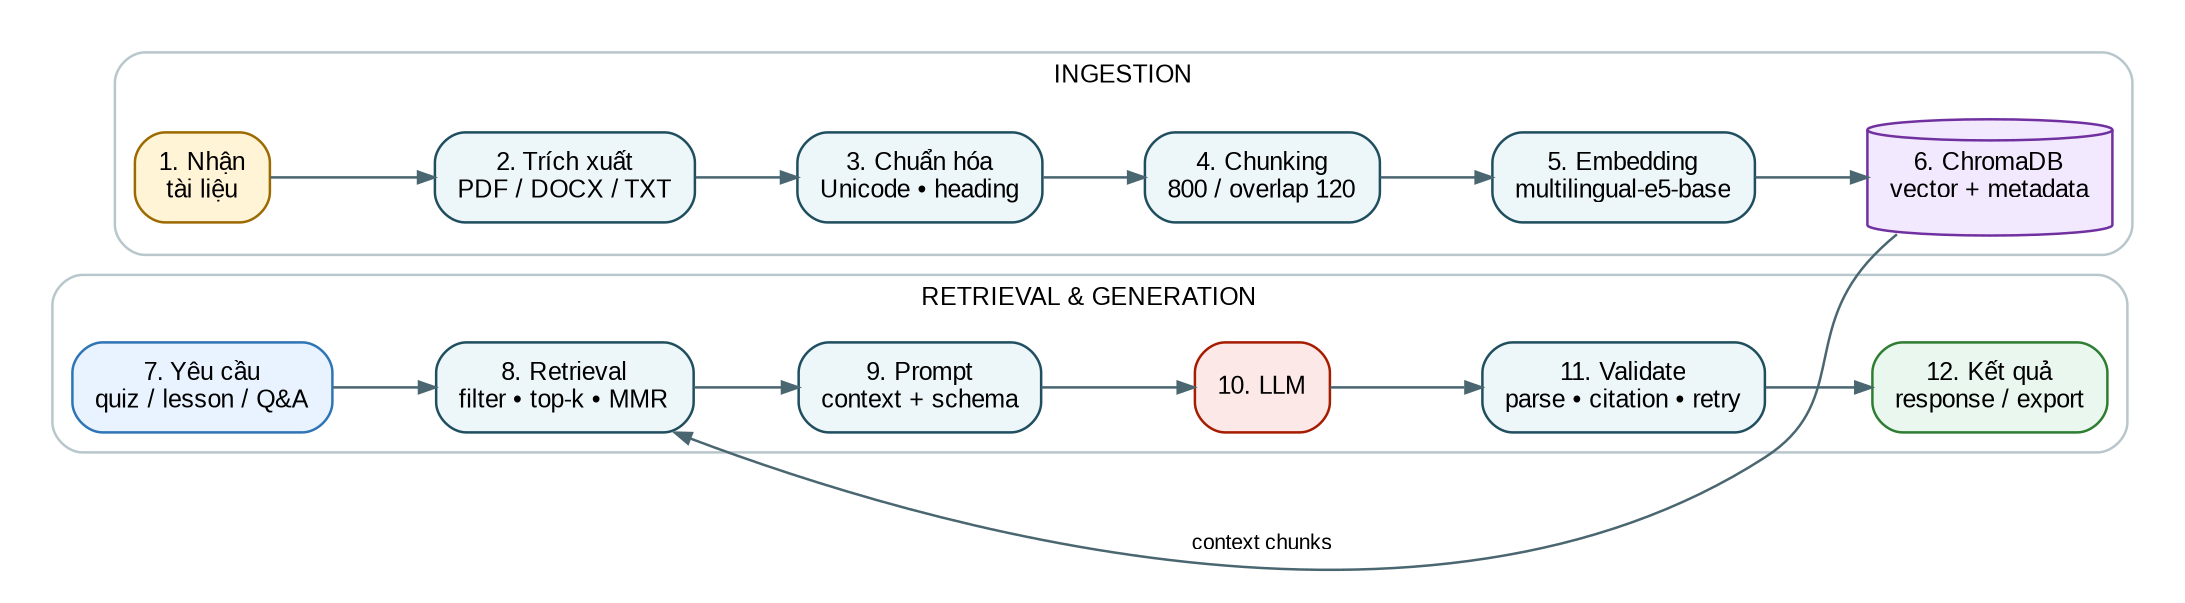 INGESTION
1. Nhận
tài liệu
2. Trích xuất
PDF / DOCX / TXT
3. Chuẩn hóa
Unicode • heading
4. Chunking
800 / overlap 120
5. Embedding
multilingual-e5-base
6. ChromaDB
vector + metadata
RETRIEVAL & GENERATION
7. Yêu cầu
quiz / lesson / Q&A
8. Retrieval
filter • top-k • MMR
9. Prompt
context + schema
10. LLM
11. Validate
parse • citation • retry
12. Kết quả
response / export
context chunks